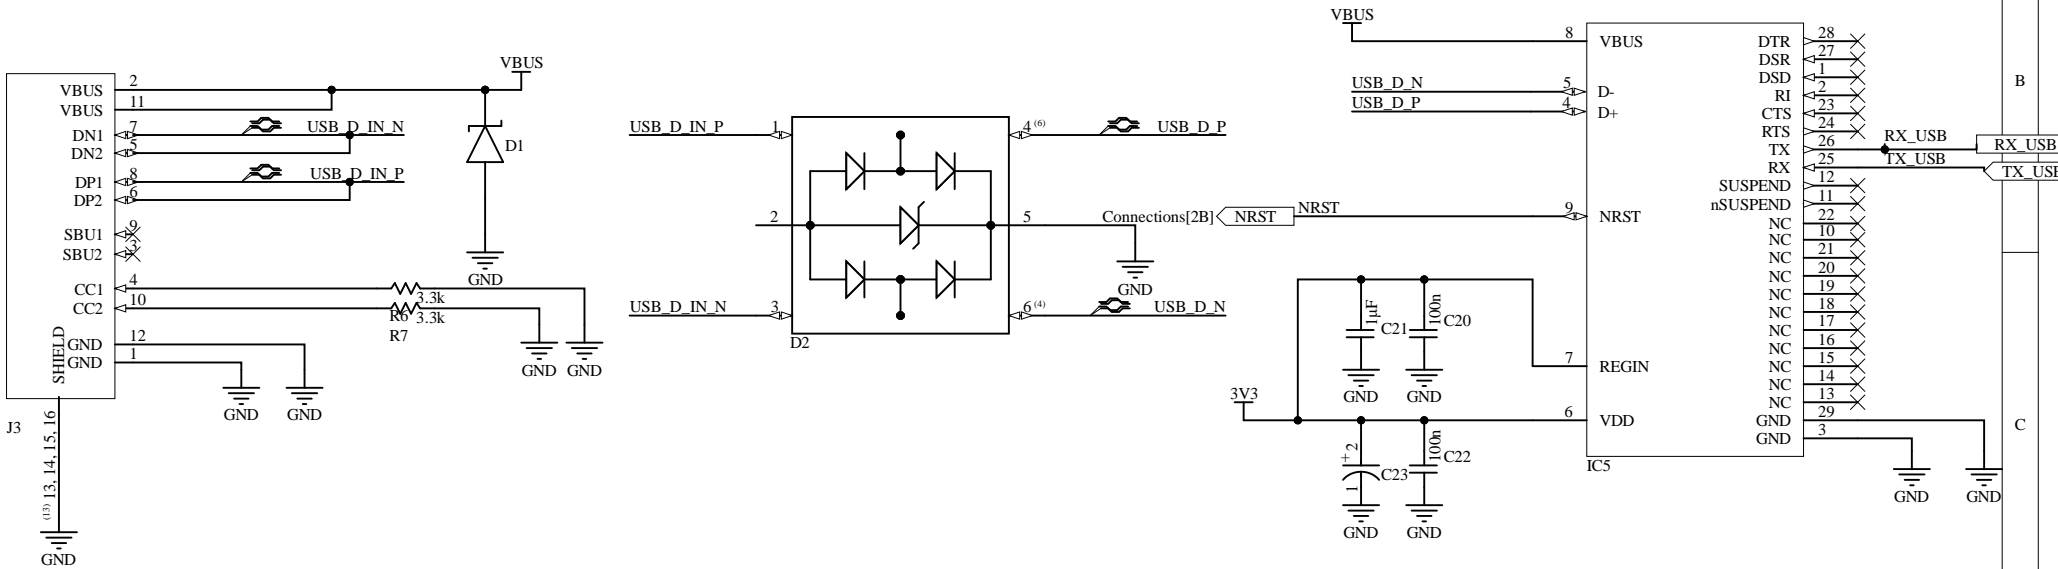 VBUS 2
VBUS 11
DN1 7
DN2 5
DP1 8
DP2 6
SBU1 9
SBU2 3
CC1 4
CC2 10
GND 12
GND 1
SHIELD
J3
(13) 13, 14, 15, 16
GND
GND
GND
USB_D_IN_N
USB_D_IN_P
VBUS
D1
GND
3.3k
R6
3.3k
R7
GND
GND
USB_D_IN_P 1
2
USB_D_IN_N 3
4 (6) USB_D_P
5
6 (4) USB_D_N
D2
GND
VBUS
8 VBUS
USB_D_N 5 D-
USB_D_P 4 D+
Connections[2B] NRST NRST 9 NRST
1µF C21
100n C20
GND
GND
7 REGIN
3V3
6 VDD
+ 2
1
C23
100n C22
GND
GND
IC5
DTR 28
DSR 27
DSD 1
RI 2
CTS 23
RTS 24
TX 26 RX_USB RX_USB
RX 25 TX_USB TX_USB
SUSPEND 12
nSUSPEND 11
NC 22
NC 10
NC 21
NC 20
NC 19
NC 18
NC 17
NC 16
NC 15
NC 14
NC 13
GND 29
GND 3
GND
GND
B
C